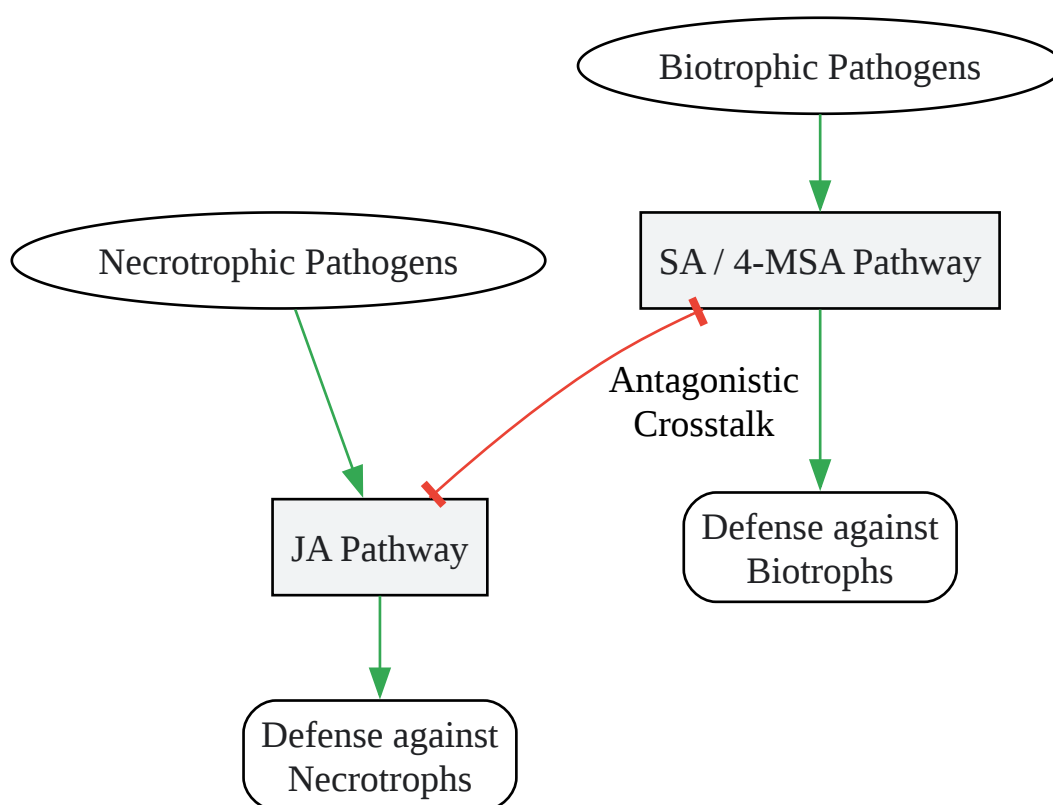 Biotrophic Pathogens
Necrotrophic Pathogens
SA / 4-MSA Pathway
Antagonistic
Crosstalk
JA Pathway
Defense against
Biotrophs
Defense against
Necrotrophs